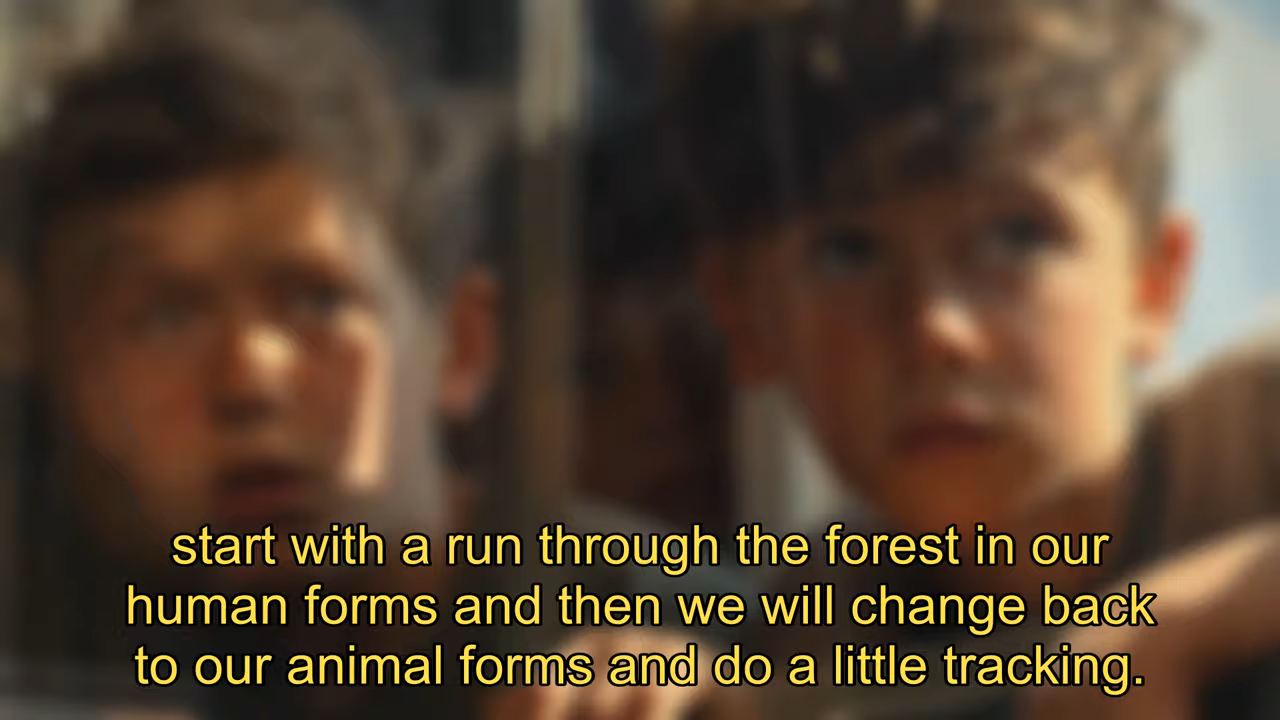 start with a run through the forest in our
human forms and then we will change back
to our animal forms and do a little tracking.